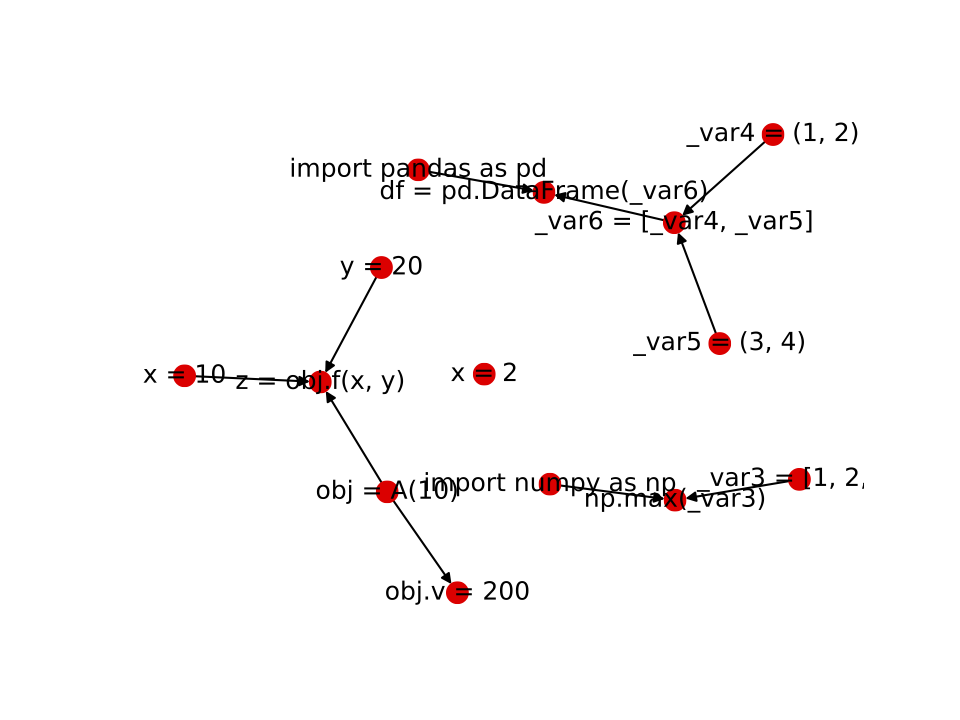 _var4 = (1, 2)
import pandas as pd
df = pd.DataFrame(_var6)
_var6 = [_var4, _var5]
y = 20
_var5 = (3, 4)
x = 10
z = obj.f(x, y)
x = 2
obj = A(10)
import numpy as np
_var3 = [1, 2,
np.max(_var3)
obj.v = 200